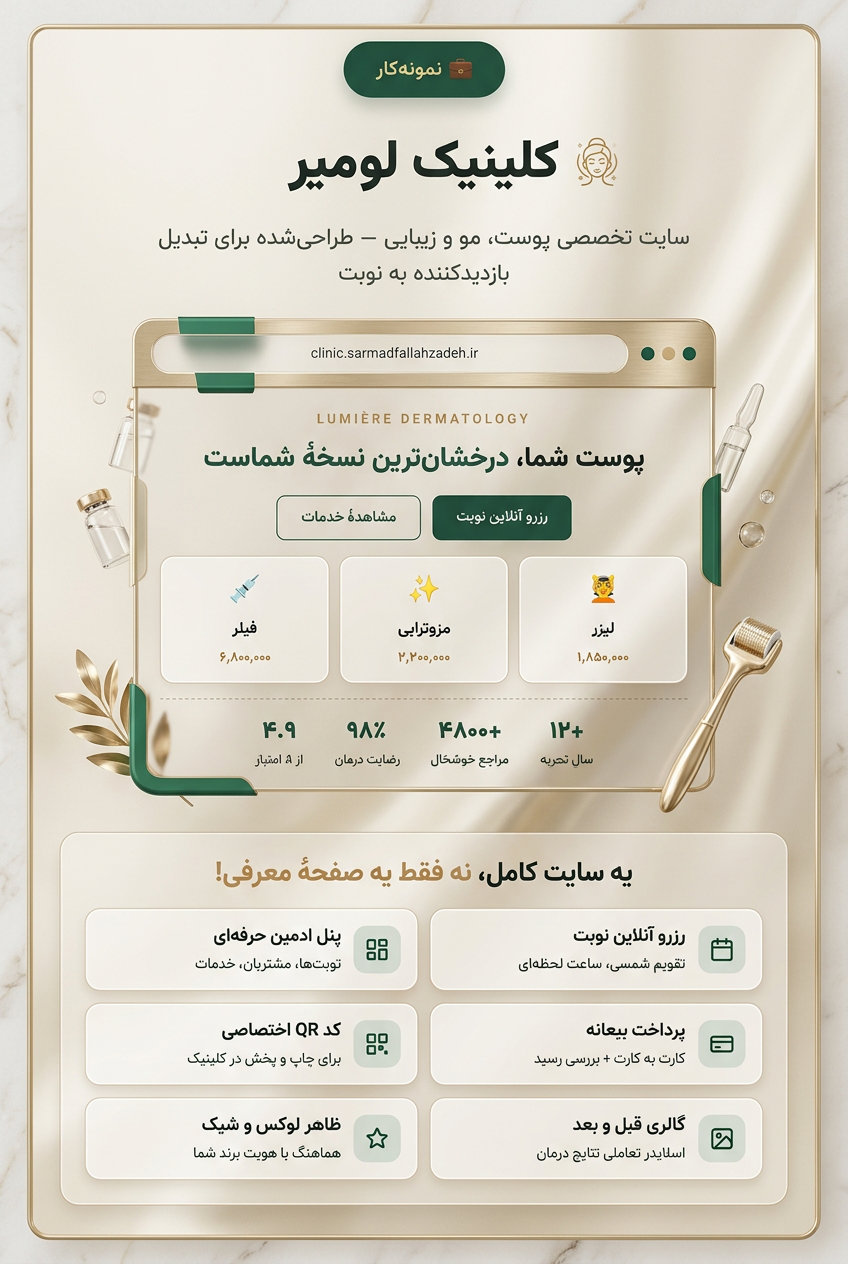 نمونه‌کار
کلینیک لومیر
سایت تخصصی پوست، مو و زیبایی – طراحی‌شده برای تبدیل
بازدیدکننده به نوبت
clinic.sarmadfallahzadeh.ir
LUMIÈRE DERMATOLOGY
پوست شما، درخشان‌ترین نسخهٔ شماست
رزرو آنلاین نوبت
مشاهدهٔ خدمات
لیزر
۱,۸۵۰,۰۰۰
مزوتراپی
۲,۲۰۰,۰۰۰
فیلر
۶,۸۰۰,۰۰۰
۱۲+
سال تجربه
۴۸۰۰+
مراجع خوشحال
۹۸٪
رضایت درمان
۴.۹
از ۵ امتیاز
یه سایت کامل، نه فقط یه صفحهٔ معرفی!
رزرو آنلاین نوبت
تقویم شمسی، ساعت لحظه‌ای
پنل ادمین حرفه‌ای
توبت‌ها، مشتریان، خدمات
پرداخت بیعانه
کارت به کارت + بررسی رسید
کد QR اختصاصی
برای چاپ و پخش در کلینیک
گالری قبل و بعد
اسلایدر تعاملی نتایج درمان
ظاهر لوکس و شیک
هماهنگ با هویت برند شما